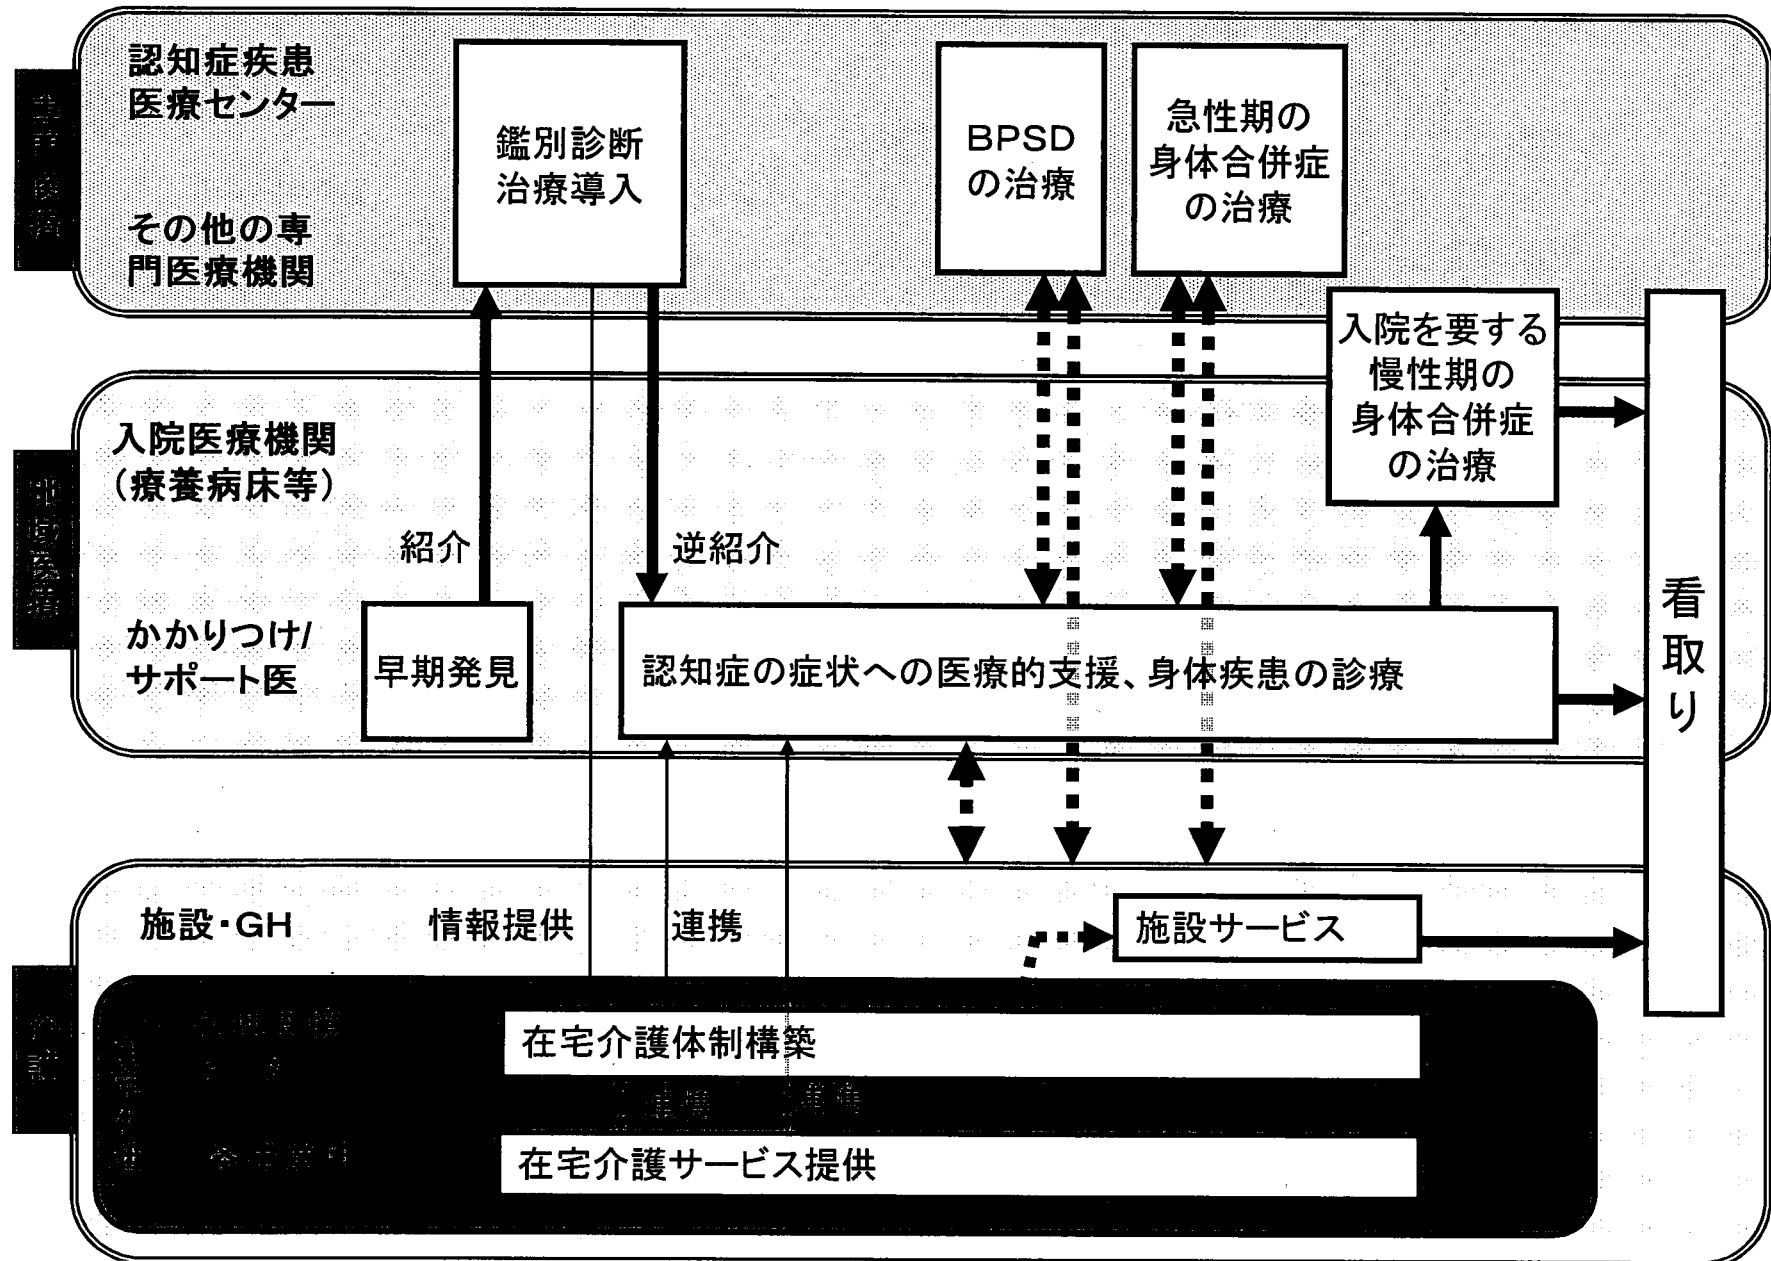 認知症疾患
医療センター
その他の専
門医療機関
鑑別診断
治療導入
BPSD
の治療
急性期の
身体合併症
の治療
入院を要する
慢性期の
身体合併症
の治療
入院医療機関
（療養病床等）
紹介
逆紹介
かかりつけ/
サポート医
早期発見
認知症の症状への医療的支援、身体疾患の診療
看取り
施設・GH
情報提供
連携
施設サービス
在宅介護体制構築
連携
連携
在宅介護サービス提供